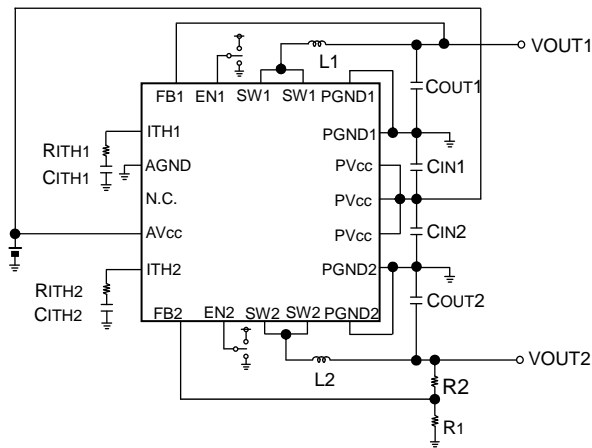 VOUT1
L1
FB1 EN1 SW1 SW1 PGND1
COUT1
ITH1
PGND1
RITH1
CITH1
AGND
PVcc
CIN1
N.C.
PVcc
AVcc
PVcc
CIN2
ITH2
PGND2
RITH2
CITH2
COUT2
FB2 EN2 SW2 SW2 PGND2
VOUT2
L2
R2
R1